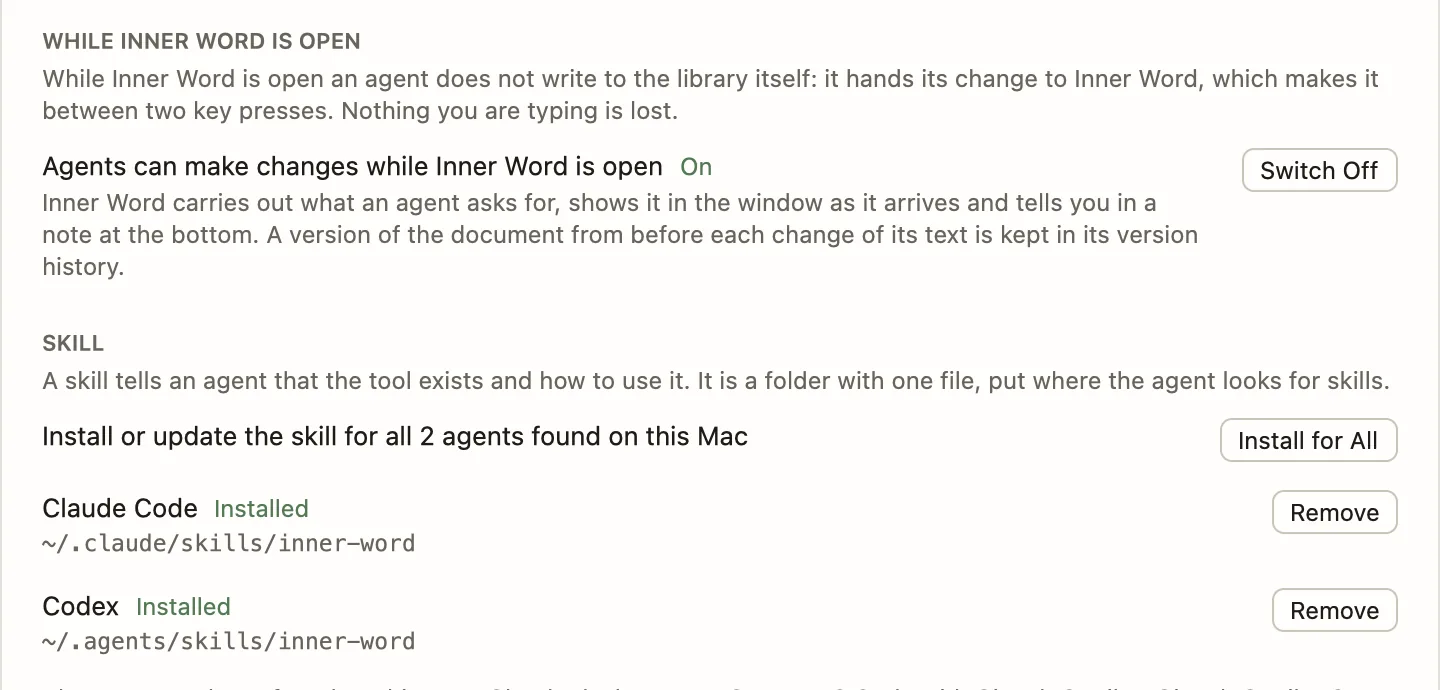 WHILE INNER WORD IS OPEN
While Inner Word is open an agent does not write to the library itself: it hands its change to Inner Word, which makes it
between two key presses. Nothing you are typing is lost.
Agents can make changes while Inner Word is open On
Switch Off
Inner Word carries out what an agent asks for, shows it in the window as it arrives and tells you in a
note at the bottom. A version of the document from before each change of its text is kept in its version
history.
SKILL
A skill tells an agent that the tool exists and how to use it. It is a folder with one file, put where the agent looks for skills.
Install or update the skill for all 2 agents found on this Mac
Install for All
Claude Code Installed
Remove
~/.claude/skills/inner-word
Codex Installed
Remove
~/.agents/skills/inner-word